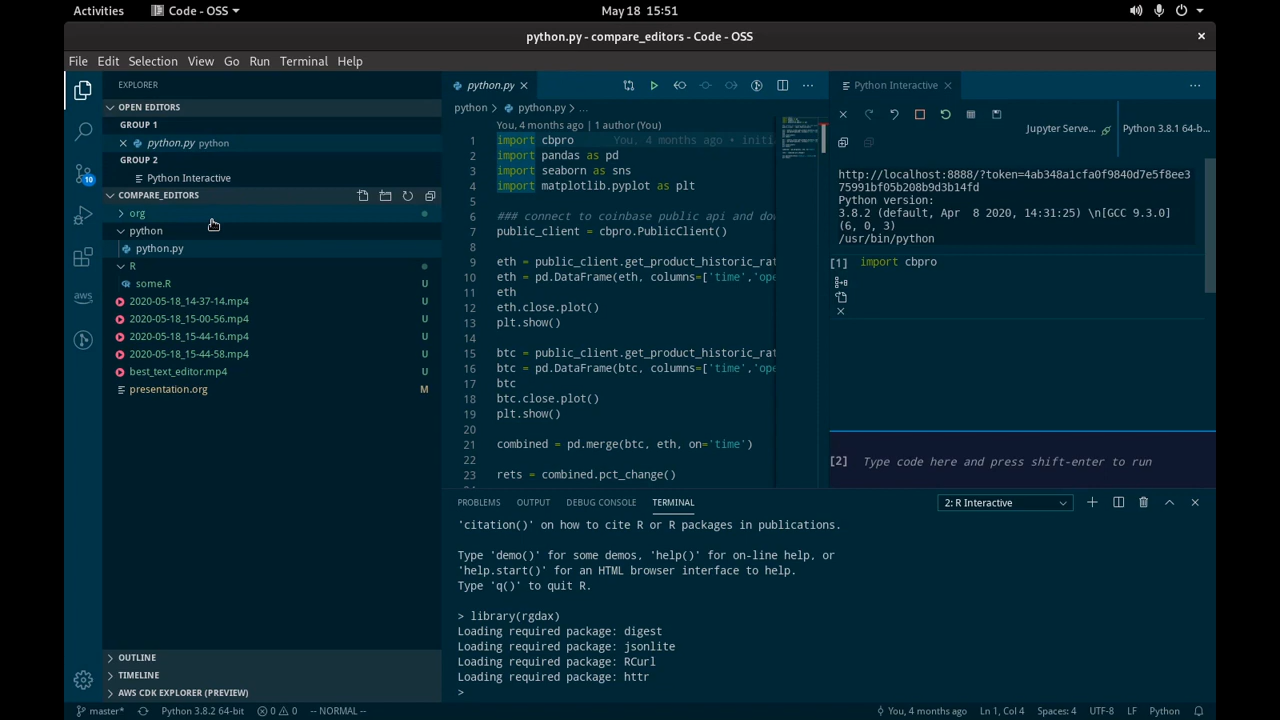 Activities
Code - OSS
May 18 15:51
python.py - compare_editors - Code - OSS
File Edit Selection View Go Run Terminal Help
EXPLORER
OPEN EDITORS
GROUP 1
python.py python
GROUP 2
Python Interactive
COMPARE_EDITORS
org
python
python.py
R
some.R U
2020-05-18_14-37-14.mp4 U
2020-05-18_15-00-56.mp4 U
2020-05-18_15-44-16.mp4 U
2020-05-18_15-44-58.mp4 U
best_text_editor.mp4 U
presentation.org M
OUTLINE
TIMELINE
AWS CDK EXPLORER (PREVIEW)
10
aws
python.py
python > python.py > ...
You, 4 months ago | 1 author (You)
1 import cbpro You, 4 months ago • initi
2 import pandas as pd
3 import seaborn as sns
4 import matplotlib.pyplot as plt
5
6 ### connect to coinbase public api and do
7 public_client = cbpro.PublicClient()
8
9 eth = public_client.get_product_historic_rat
10 eth = pd.DataFrame(eth, columns=['time','ope
11 eth
12 eth.close.plot()
13 plt.show()
14
15 btc = public_client.get_product_historic_rat
16 btc = pd.DataFrame(btc, columns=['time','ope
17 btc
18 btc.close.plot()
19 plt.show()
20
21 combined = pd.merge(btc, eth, on='time')
22
23 rets = combined.pct_change()
Python Interactive
Jupyter Serve...
Python 3.8.1 64-b...
http://localhost:8888/?token=4ab348a1cfa0f9840d7e5f8ee3
75991bf05b208b9d3b14fd
Python version:
3.8.2 (default, Apr 8 2020, 14:31:25) \n[GCC 9.3.0]
(6, 0, 3)
/usr/bin/python
[1] import cbpro
[2] Type code here and press shift-enter to run
PROBLEMS OUTPUT DEBUG CONSOLE TERMINAL
2: R Interactive
'citation()' on how to cite R or R packages in publications.
Type 'demo()' for some demos, 'help()' for on-line help, or
'help.start()' for an HTML browser interface to help.
Type 'q()' to quit R.
> library(rgdax)
Loading required package: digest
Loading required package: jsonlite
Loading required package: RCurl
Loading required package: httr
>
master* Python 3.8.2 64-bit 0 0 -- NORMAL -- You, 4 months ago Ln 1, Col 4 Spaces: 4 UTF-8 LF Python